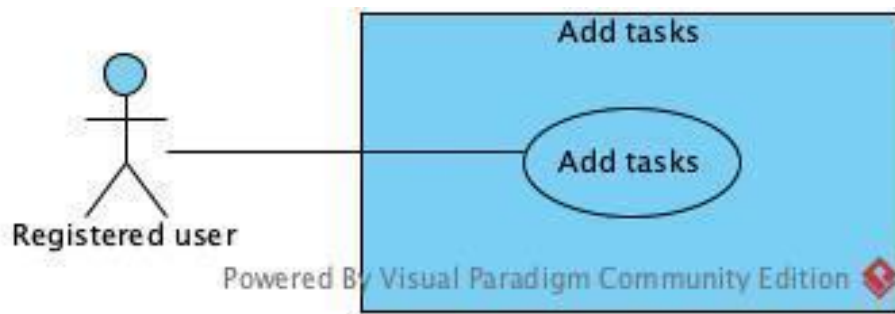 Add tasks
Add tasks
Registered user
Powered By Visual Paradigm Community Edition